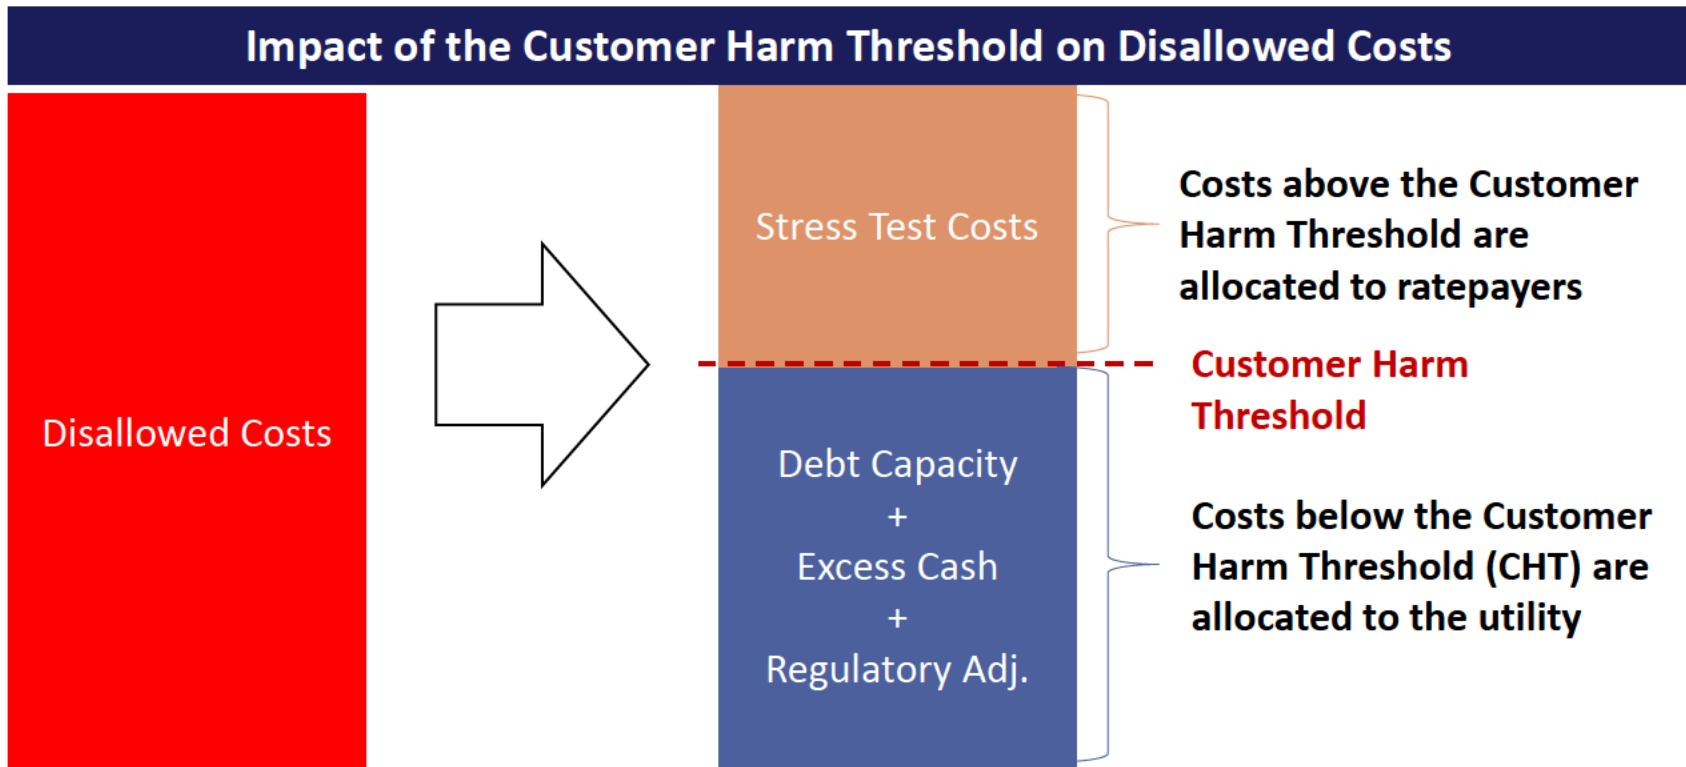 Impact of the Customer Harm Threshold on Disallowed Costs
Disallowed Costs
Stress Test Costs
Costs above the Customer
Harm Threshold are
allocated to ratepayers
Customer Harm
Threshold
Debt Capacity
+
Excess Cash
+
Regulatory Adj.
Costs below the Customer
Harm Threshold (CHT) are
allocated to the utility